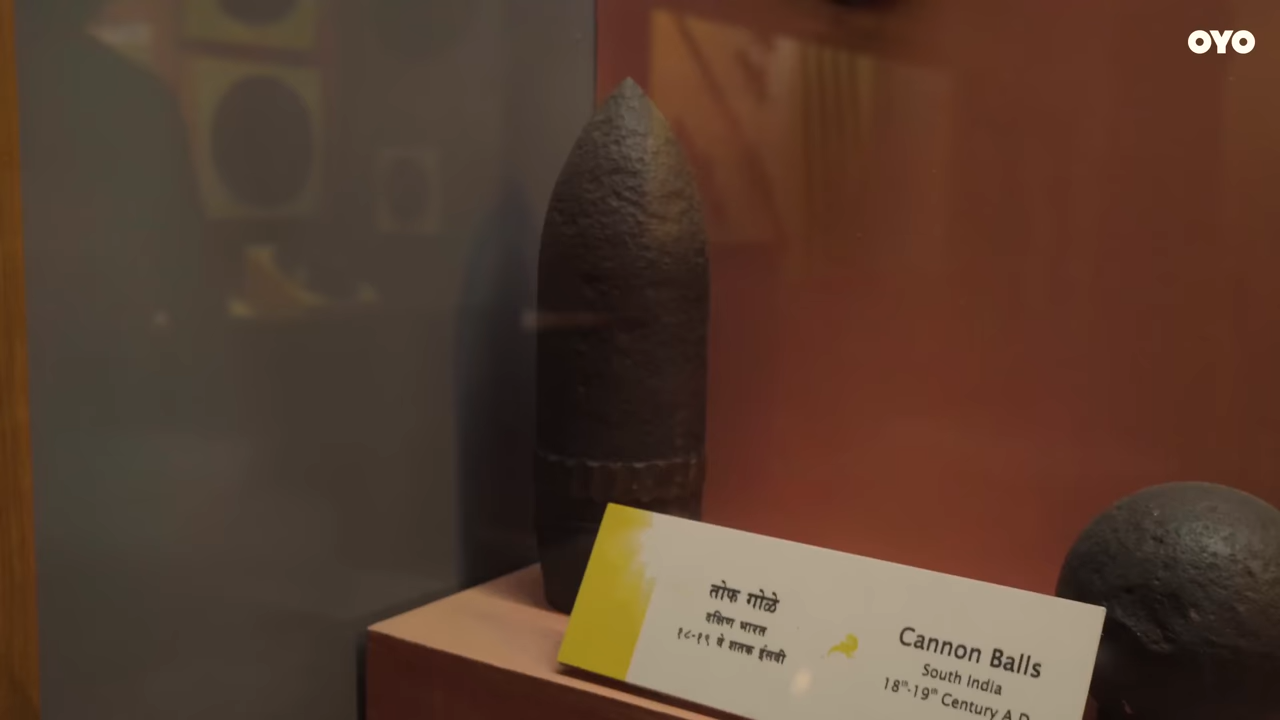 OYO
तोफ गोळे
दक्षिण भारत
१८-१९ वे शतक इसवी
Cannon Balls
South India
18th-19th Century A.D.